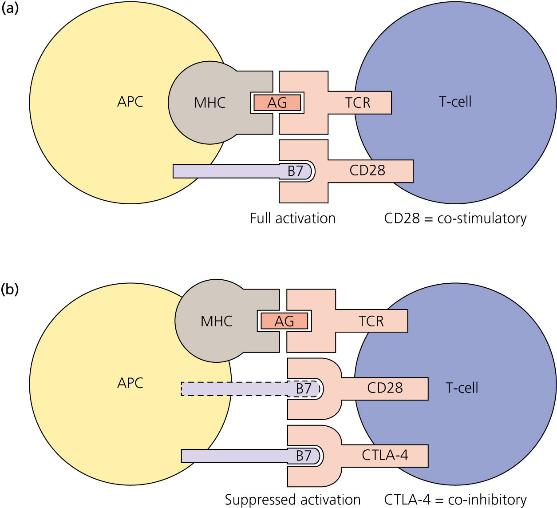 (a)
APC
MHC
AG
TCR
T-cell
B7
CD28
Full activation
CD28 = co-stimulatory
(b)
MHC
AG
TCR
APC
B7
CD28
T-cell
B7
CTLA-4
Suppressed activation
CTLA-4 = co-inhibitory